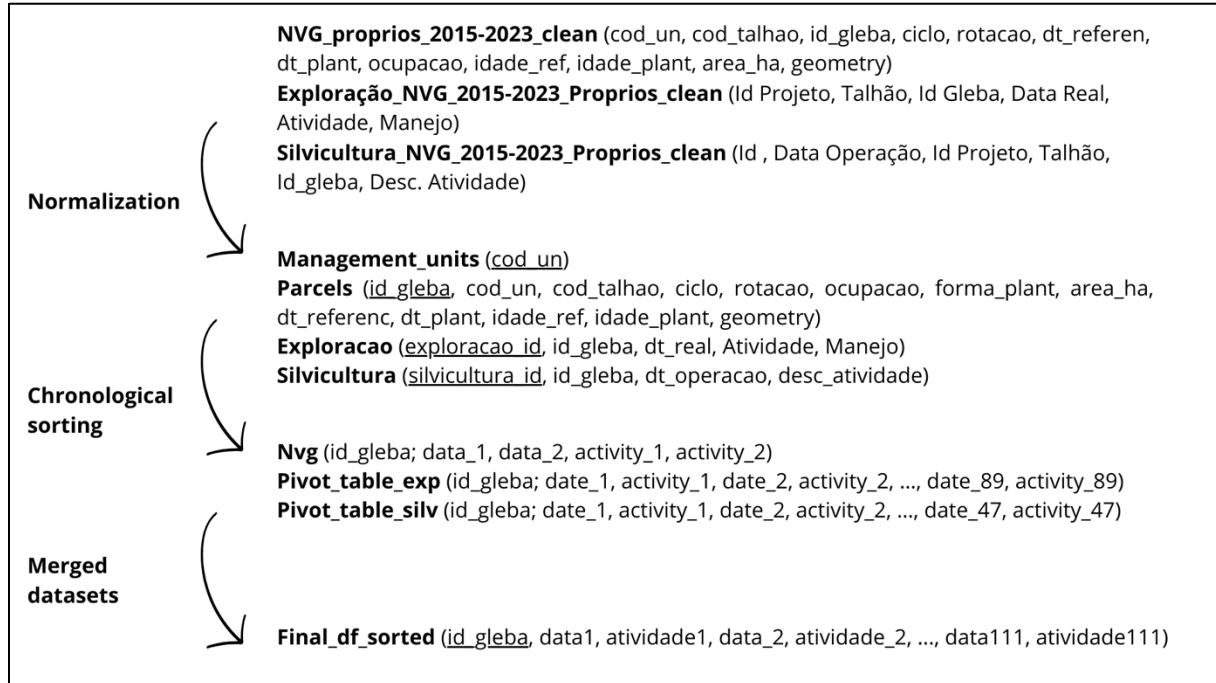 NVG_proprios_2015-2023_clean (cod_un, cod_talhao, id_gleba, ciclo, rotacao, dt_referen,
dt_plant, ocupacao, idade_ref, idade_plant, area_ha, geometry)
Exploração_NVG_2015-2023_Proprios_clean (Id Projeto, Talhão, Id Gleba, Data Real,
Atividade, Manejo)
Silvicultura_NVG_2015-2023_Proprios_clean (Id , Data Operação, Id Projeto, Talhão,
Id_gleba, Desc. Atividade)
Normalization
Management_units (cod_un)
Parcels (id_gleba, cod_un, cod_talhao, ciclo, rotacao, ocupacao, forma_plant, area_ha,
dt_referenc, dt_plant, idade_ref, idade_plant, geometry)
Exploracao (exploracao_id, id_gleba, dt_real, Atividade, Manejo)
Silvicultura (silvicultura_id, id_gleba, dt_operacao, desc_atividade)
Chronological
sorting
Nvg (id_gleba; data_1, data_2, activity_1, activity_2)
Pivot_table_exp (id_gleba; date_1, activity_1, date_2, activity_2, ..., date_89, activity_89)
Pivot_table_silv (id_gleba; date_1, activity_1, date_2, activity_2, ..., date_47, activity_47)
Merged
datasets
Final_df_sorted (id_gleba, data1, atividade1, data_2, atividade_2, ..., data111, atividade111)